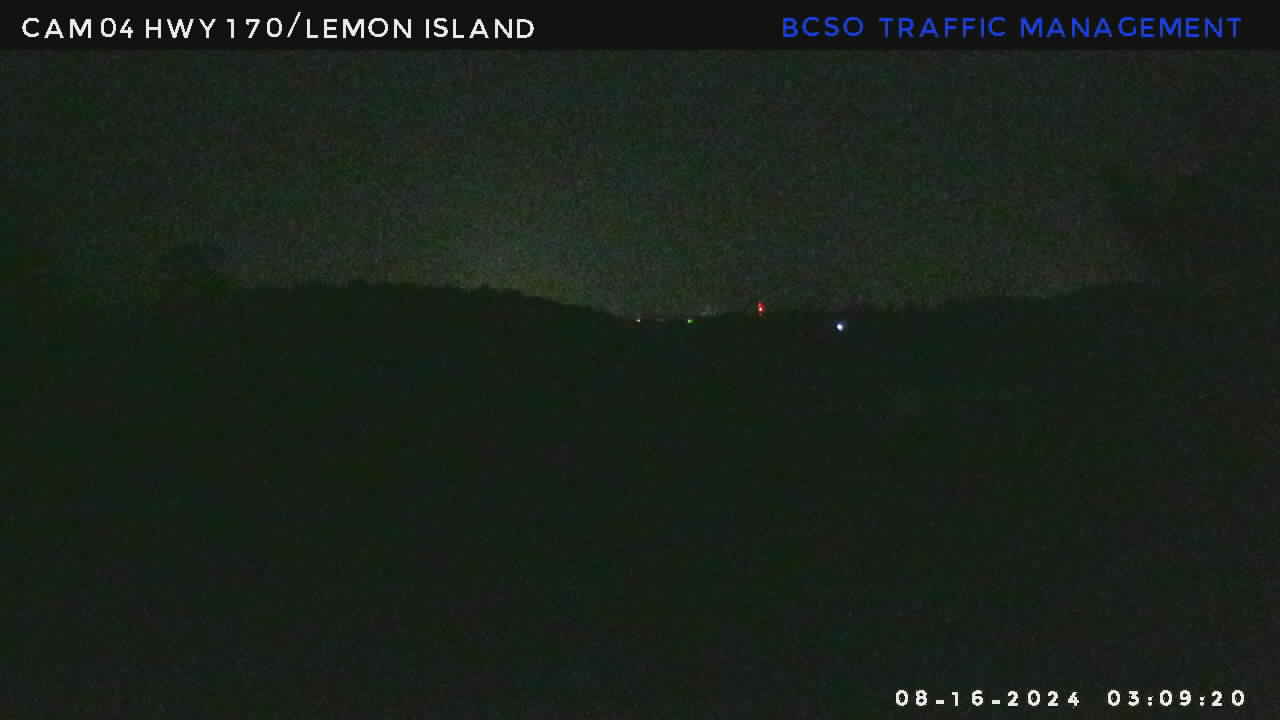 CAM04 HWY 170/LEMON ISLAND
BCSO TRAFFIC MANAGEMENT
08-16-2024 03:09:20